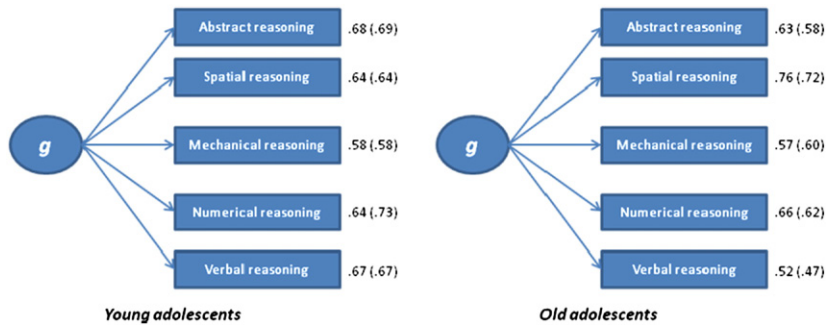 Abstract reasoning .68 (.69)
Spatial reasoning .64 (.64)
g
Mechanical reasoning .58 (.58)
Numerical reasoning .64 (.73)
Verbal reasoning .67 (.67)
Young adolescents
Abstract reasoning .63 (.58)
Spatial reasoning .76 (.72)
g
Mechanical reasoning .57 (.60)
Numerical reasoning .66 (.62)
Verbal reasoning .52 (.47)
Old adolescents